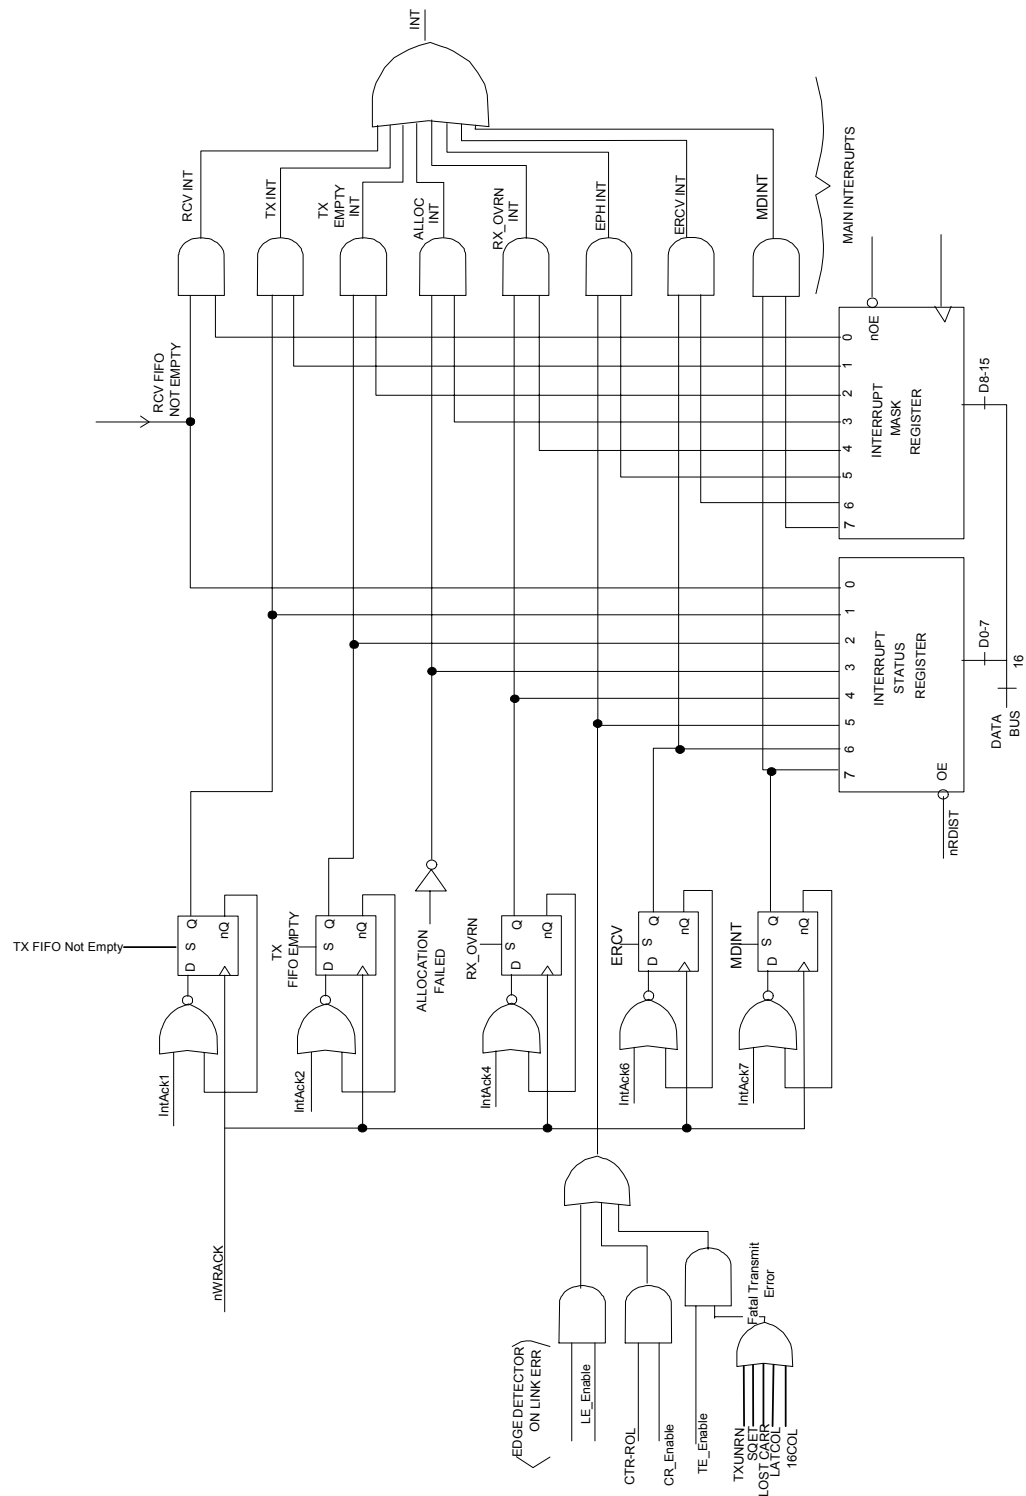 INT
RCV INT
TX INT
TX
EMPTY
INT
ALLOC
INT
RX_OVRN
INT
EPH INT
ERCV INT
MDINT
MAIN INTERRUPTS
RCV FIFO
NOT EMPTY
0
1
2
3
4
5
6
7
nOE
INTERRUPT
MASK
REGISTER
D8-15
0
1
2
3
4
5
6
7
OE
INTERRUPT
STATUS
REGISTER
D0-7
16
DATA
BUS
nRDIST
TX FIFO Not Empty
D
S
Q
nQ
IntAck1
TX
FIFO EMPTY
D
S
Q
nQ
IntAck2
ALLOCATION
FAILED
RX_OVRN
D
S
Q
nQ
IntAck4
ERCV
D
S
Q
nQ
IntAck6
MDINT
D
S
Q
nQ
IntAck7
nWRACK
EDGE DETECTOR
ON LINK ERR
LE_Enable
CTR-ROL
CR_Enable
TE_Enable
Fatal Transmit
Error
TXUNRN
SQET
LOST CARR
LATCOL
16COL